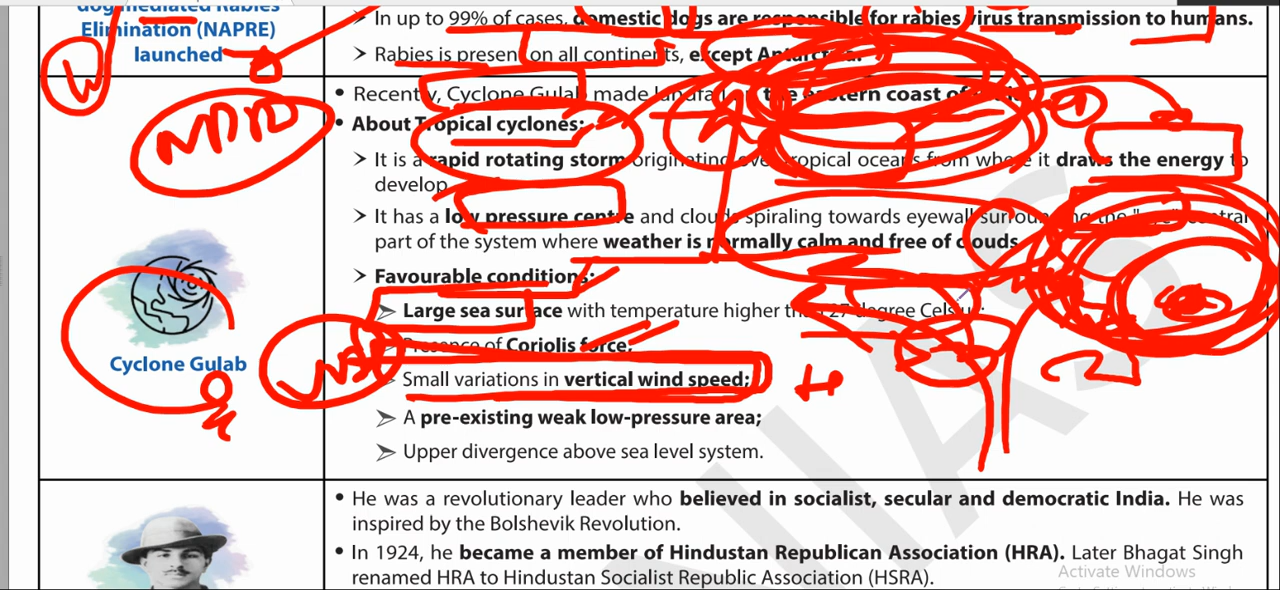 dog mediated Rabies
Elimination (NAPRE)
launched
➤ In up to 99% of cases, domestic dogs are responsible for rabies virus transmission to humans.
➤ Rabies is present on all continents, except Antarctica.
W
NDD
• Recently, Cyclone Gulab made landfall the eastern coast of
• About Tropical cyclones:
➤ It is a rapid rotating storm originating over tropical oceans from where it draws the energy to
develop
➤ It has a low pressure centre and clouds spiraling towards eyewall surrounding the central
part of the system where weather is normally calm and free of clouds
➤ Favourable conditions:
➤ Large sea surface with temperature higher than 27 degree Celsius;
Presence of Coriolis force;
Small variations in vertical wind speed;
➤ A pre-existing weak low-pressure area;
➤ Upper divergence above sea level system.
Cyclone Gulab
• He was a revolutionary leader who believed in socialist, secular and democratic India. He was
inspired by the Bolshevik Revolution.
• In 1924, he became a member of Hindustan Republican Association (HRA). Later Bhagat Singh
renamed HRA to Hindustan Socialist Republic Association (HSRA).
NIAS
Activate Windows